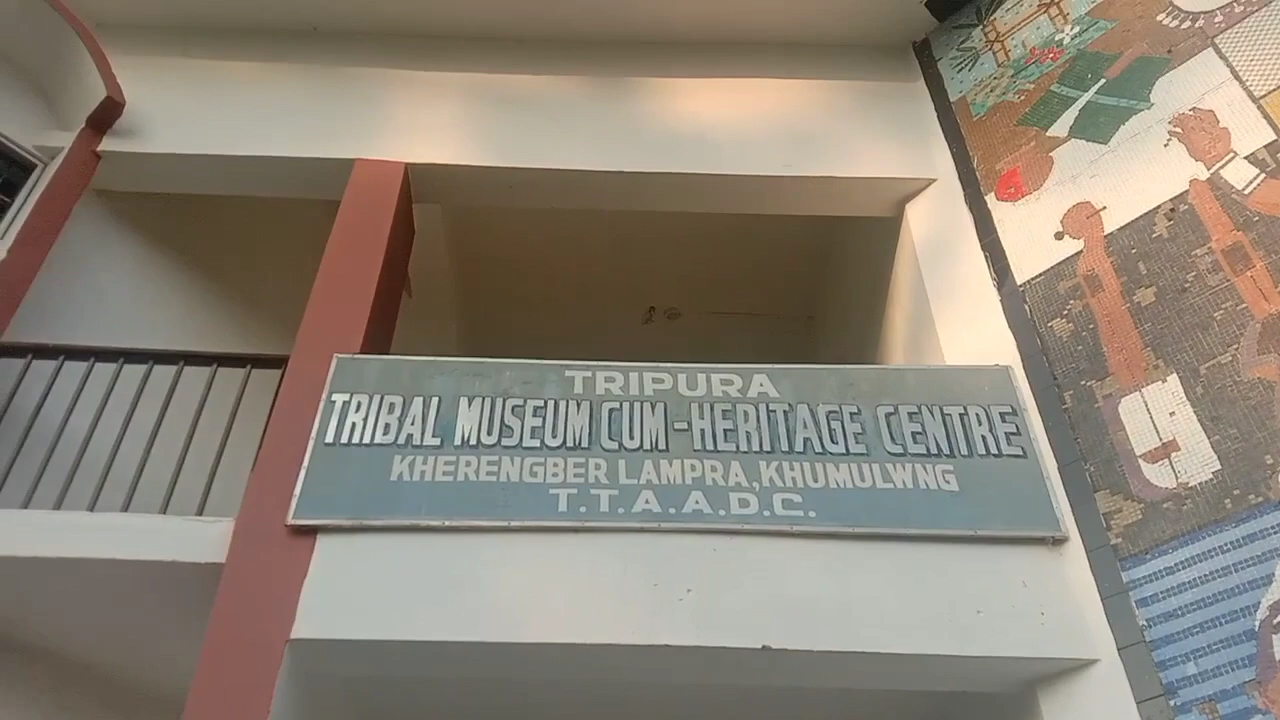 TRIPURA
TRIBAL MUSEUM CUM-HERITAGE CENTRE
KHERENGBER LAMPRA,KHUMULWNG
T.T.A.A.D.C.